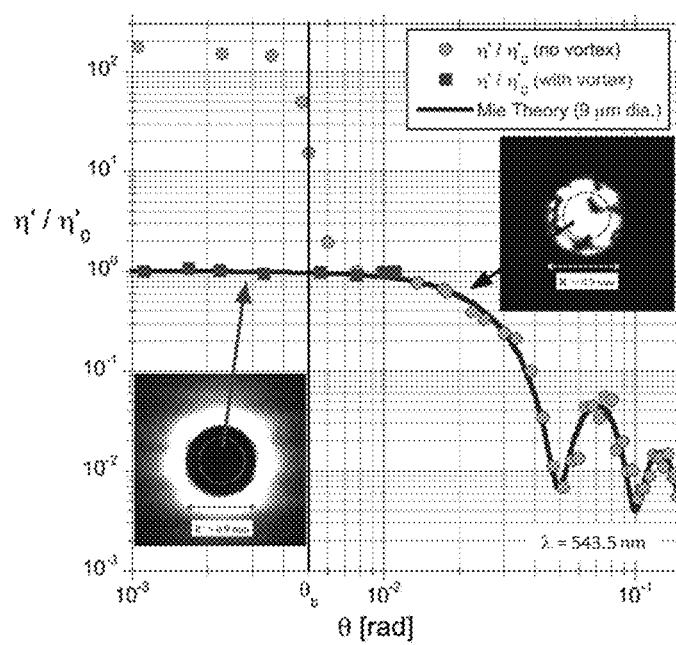 10²
η' / η'₀ (no vortex)
η' / η'₀ (with vortex)
Mie Theory (9 μm dia.)
10¹
η' / η'₀
10⁰
10⁻¹
10⁻²
λ = 543.5 nm
10⁻³
10⁻³ θₛ 10⁻² 10⁻¹
θ [rad]